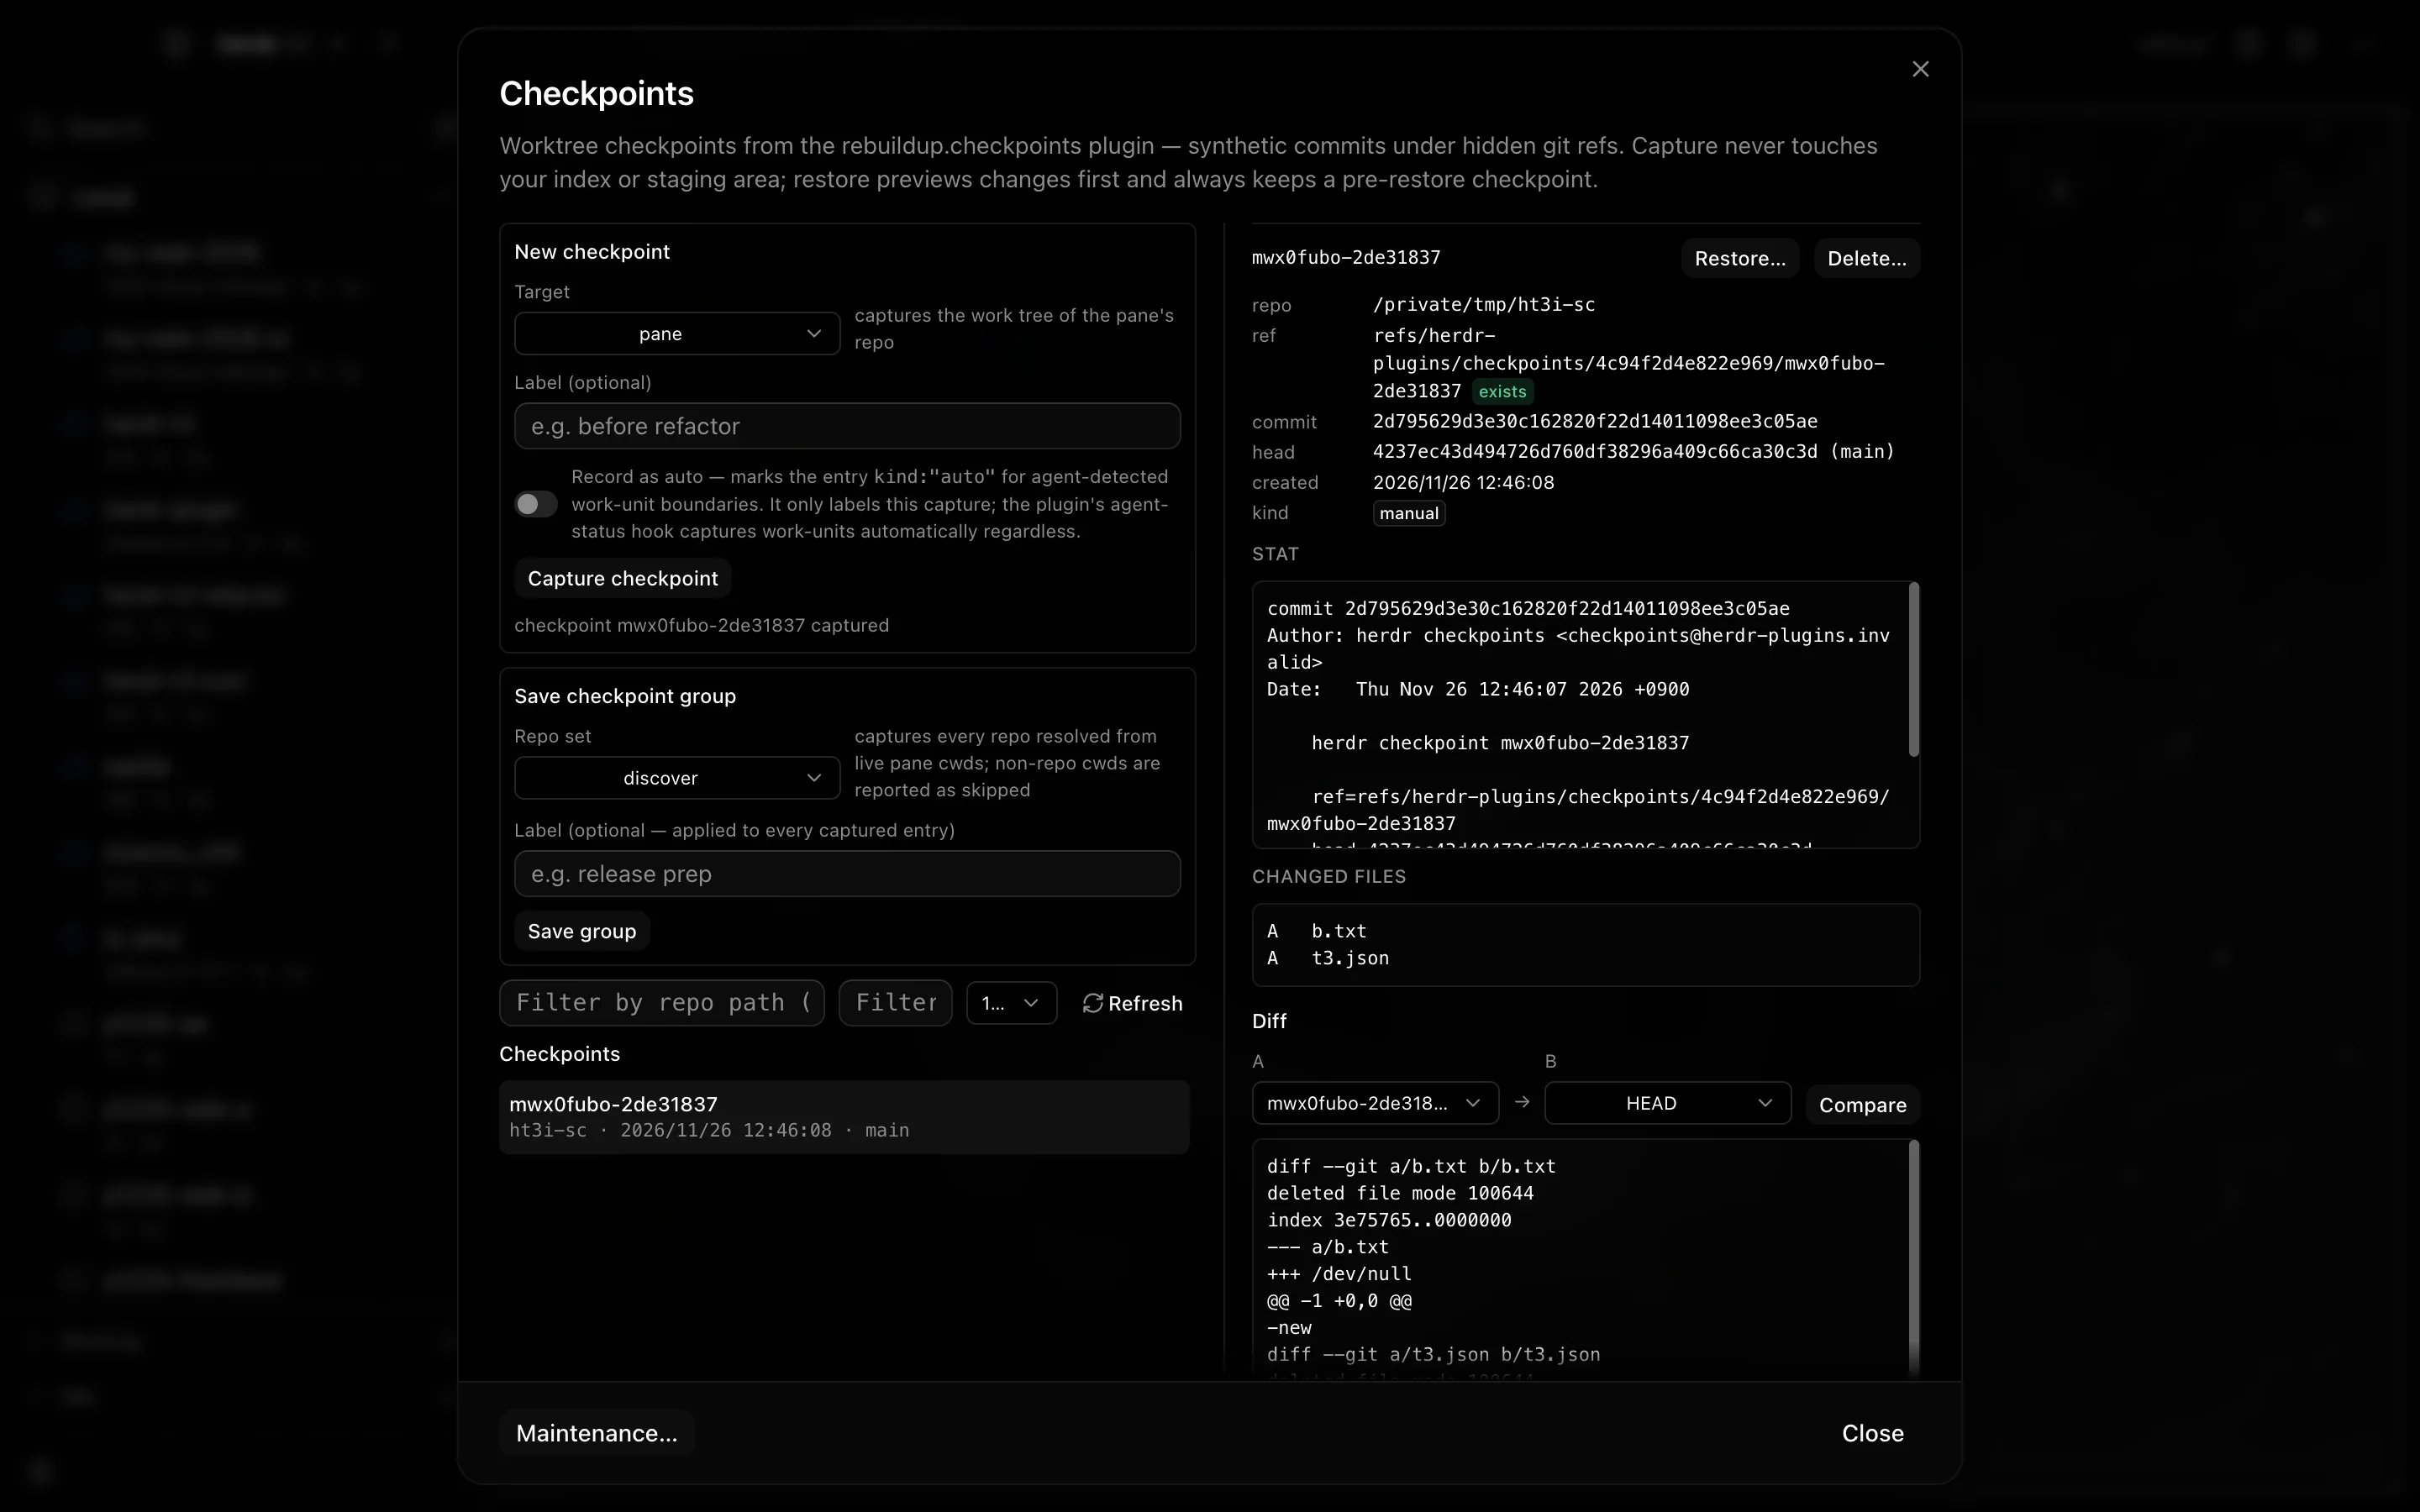 Checkpoints
Worktree checkpoints from the rebuildup.checkpoints plugin — synthetic commits under hidden git refs. Capture never touches
your index or staging area; restore previews changes first and always keeps a pre-restore checkpoint.
New checkpoint
Target
pane
captures the work tree of the pane's
repo
Label (optional)
e.g. before refactor
Record as auto — marks the entry kind:"auto" for agent-detected
work-unit boundaries. It only labels this capture; the plugin's agent-
status hook captures work-units automatically regardless.
Capture checkpoint
checkpoint mwx0fubo-2de31837 captured
Save checkpoint group
Repo set
discover
captures every repo resolved from
live pane cwds; non-repo cwds are
reported as skipped
Label (optional — applied to every captured entry)
e.g. release prep
Save group
Filter by repo path (
Filter
1...
Refresh
Checkpoints
mwx0fubo-2de31837
ht3i-sc · 2026/11/26 12:46:08 · main
mwx0fubo-2de31837
Restore...
Delete...
repo /private/tmp/ht3i-sc
ref refs/herdr-
plugins/checkpoints/4c94f2d4e822e969/mwx0fubo-
2de31837 exists
commit 2d795629d3e30c162820f22d14011098ee3c05ae
head 4237ec43d494726d760df38296a409c66ca30c3d (main)
created 2026/11/26 12:46:08
kind manual
STAT
commit 2d795629d3e30c162820f22d14011098ee3c05ae
Author: herdr checkpoints <checkpoints@herdr-plugins.inv
alid>
Date:   Thu Nov 26 12:46:07 2026 +0900
herdr checkpoint mwx0fubo-2de31837
ref=refs/herdr-plugins/checkpoints/4c94f2d4e822e969/
mwx0fubo-2de31837
head 4237ec43d494726d760df38296a409c66ca30c3d
CHANGED FILES
A   b.txt
A   t3.json
Diff
A
B
mwx0fubo-2de318...
→
HEAD
Compare
diff --git a/b.txt b/b.txt
deleted file mode 100644
index 3e75765..0000000
--- a/b.txt
+++ /dev/null
@@ -1 +0,0 @@
-new
diff --git a/t3.json b/t3.json
deleted file mode 100644
Maintenance...
Close